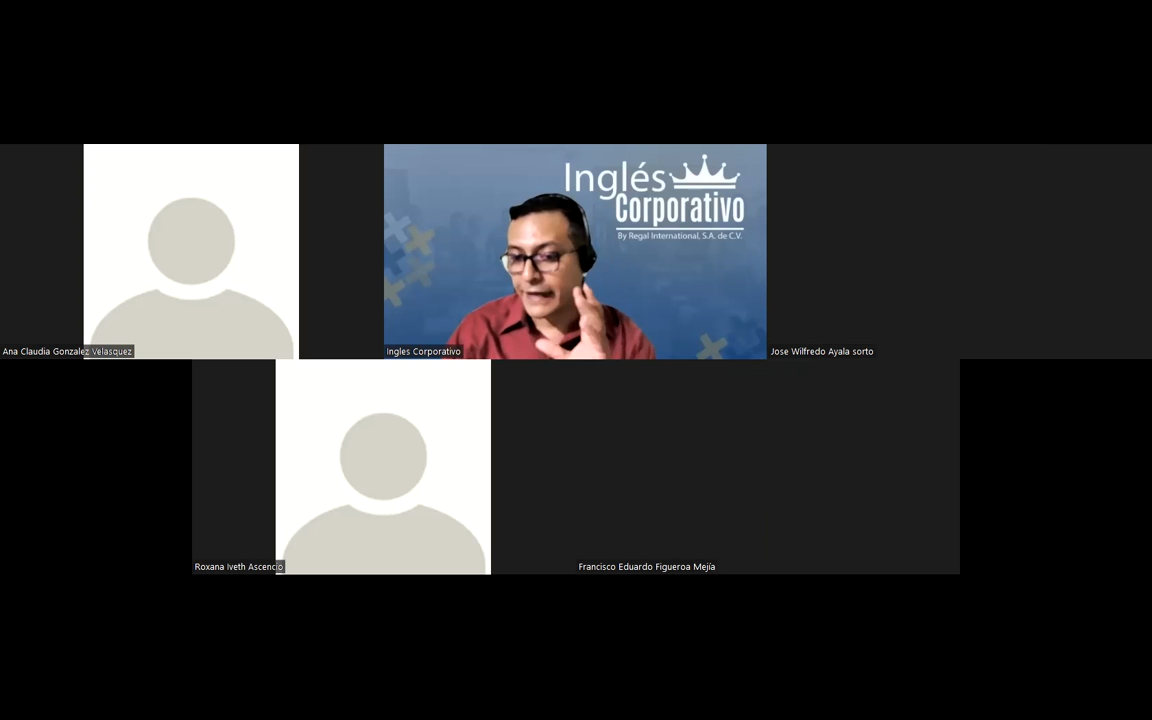 Inglés
Corporativo
By Regal International, S.A. de C.V.
Ana Claudia Gonzalez Velasquez
Ingles Corporativo
Jose Wilfredo Ayala sorto
Roxana Iveth Ascencio
Francisco Eduardo Figueroa Mejía